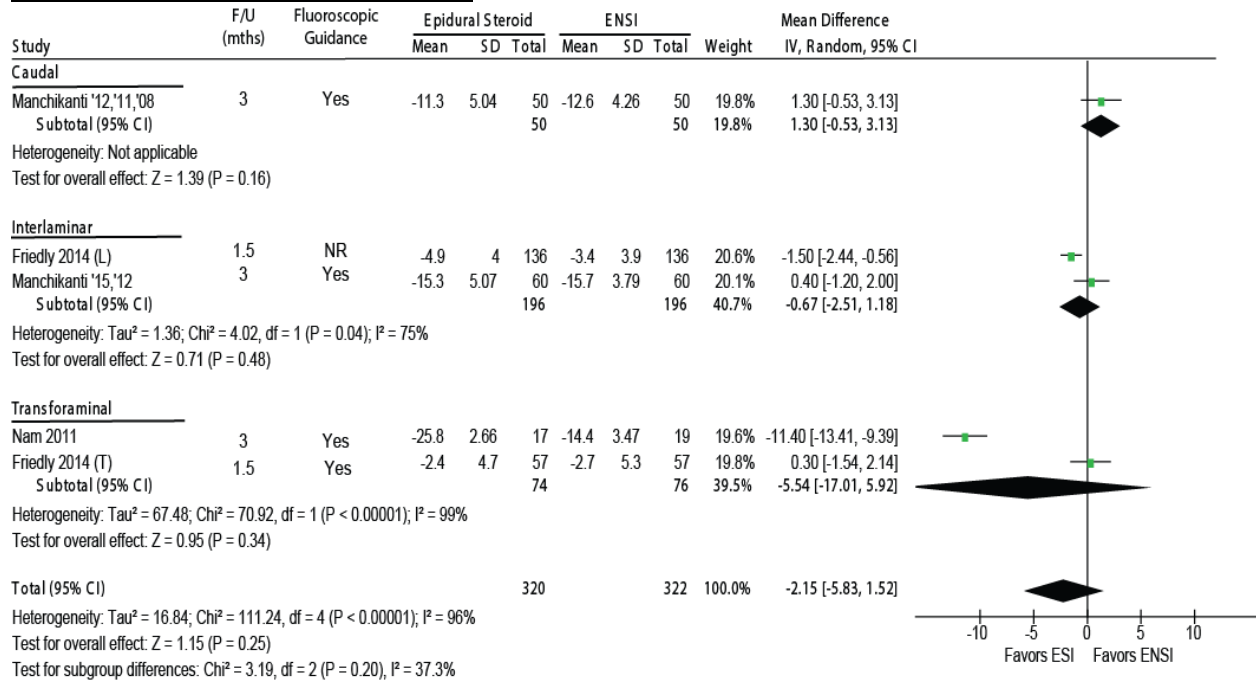 F/U Fluoroscopic Epidural Steroid ENSI Mean Difference
Study (mths) Guidance Mean SD Total Mean SD Total Weight IV, Random, 95% CI
Caudal
Manchikanti '12,'11,'08 3 Yes -11.3 5.04 50 -12.6 4.26 50 19.8% 1.30 [-0.53, 3.13]
Subtotal (95% CI) 50 50 19.8% 1.30 [-0.53, 3.13]
Heterogeneity: Not applicable
Test for overall effect: Z = 1.39 (P = 0.16)
Interlaminar
Friedly 2014 (L) 1.5 NR -4.9 4 136 -3.4 3.9 136 20.6% -1.50 [-2.44, -0.56]
Manchikanti '15,'12 3 Yes -15.3 5.07 60 -15.7 3.79 60 20.1% 0.40 [-1.20, 2.00]
Subtotal (95% CI) 196 196 40.7% -0.67 [-2.51, 1.18]
Heterogeneity: Tau² = 1.36; Chi² = 4.02, df = 1 (P = 0.04); I² = 75%
Test for overall effect: Z = 0.71 (P = 0.48)
Transforaminal
Nam 2011 3 Yes -25.8 2.66 17 -14.4 3.47 19 19.6% -11.40 [-13.41, -9.39]
Friedly 2014 (T) 1.5 Yes -2.4 4.7 57 -2.7 5.3 57 19.8% 0.30 [-1.54, 2.14]
Subtotal (95% CI) 74 76 39.5% -5.54 [-17.01, 5.92]
Heterogeneity: Tau² = 67.48; Chi² = 70.92, df = 1 (P < 0.00001); I² = 99%
Test for overall effect: Z = 0.95 (P = 0.34)
Total (95% CI) 320 322 100.0% -2.15 [-5.83, 1.52]
Heterogeneity: Tau² = 16.84; Chi² = 111.24, df = 4 (P < 0.00001); I² = 96%
Test for overall effect: Z = 1.15 (P = 0.25)
Test for subgroup differences: Chi² = 3.19, df = 2 (P = 0.20), I² = 37.3%
-10 -5 0 5 10
Favors ESI Favors ENSI